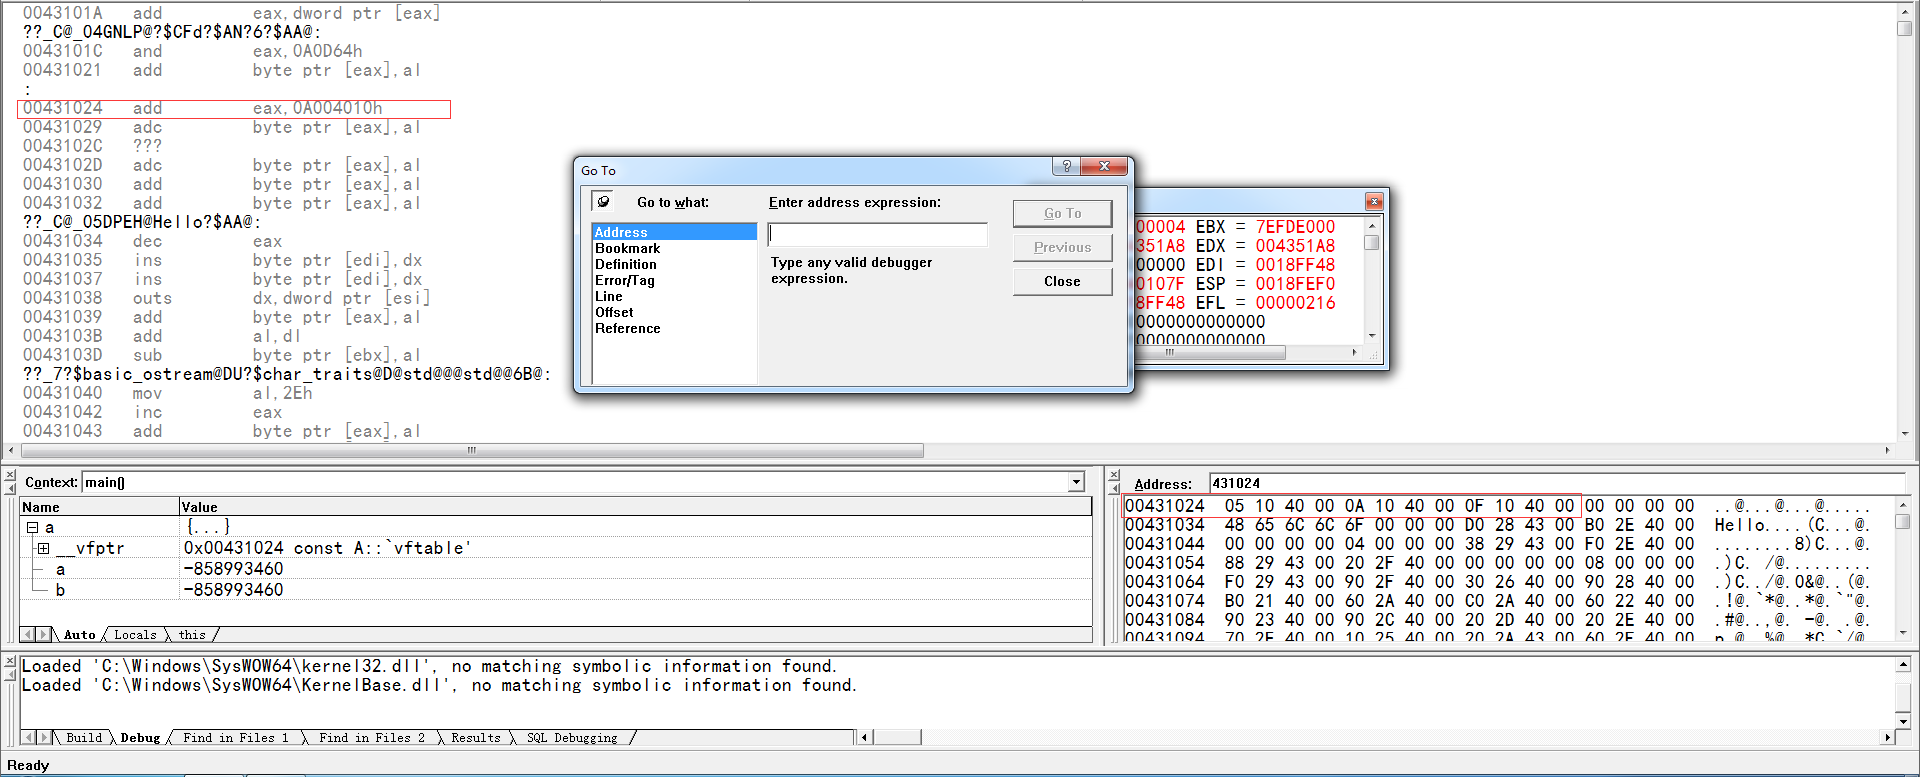 0043101A add eax,dword ptr [eax]
??_C@_04GNLP@?$CFd?$AN?6?$AA@:
0043101C and eax,0A0D64h
00431021 add byte ptr [eax],al
:
00431024 add eax,0A004010h
00431029 adc byte ptr [eax],al
0043102C ???
0043102D adc byte ptr [eax],al
00431030 add byte ptr [eax],al
00431032 add byte ptr [eax],al
??_C@_05DPEH@Hello?$AA@:
00431034 dec eax
00431035 ins byte ptr [edi],dx
00431037 ins byte ptr [edi],dx
00431038 outs dx,dword ptr [esi]
00431039 add byte ptr [eax],al
0043103B add al,dl
0043103D sub byte ptr [ebx],al
??_7?$basic_ostream@DU?$char_traits@D@std@@@std@@6B@:
00431040 mov al,2Eh
00431042 inc eax
00431043 add byte ptr [eax],al
Go To
Go to what:
Address
Bookmark
Definition
Error/Tag
Line
Offset
Reference
Enter address expression:
Type any valid debugger
expression.
Go To
Previous
Close
00004 EBX = 7EFDE000
351A8 EDX = 004351A8
00000 EDI = 0018FF48
0107F ESP = 0018FEF0
8FF48 EFL = 00000216
0000000000000
0000000000000
Context: main()
Name Value
a {...}
__vfptr 0x00431024 const A::`vftable'
a -858993460
b -858993460
Auto Locals this
Address: 431024
00431024 05 10 40 00 0A 10 40 00 0F 10 40 00 00 00 00 00 ..@...@...@.....
00431034 48 65 6C 6C 6F 00 00 00 D0 28 43 00 B0 2E 40 00 Hello....(C...@.
00431044 00 00 00 00 04 00 00 00 38 29 43 00 F0 2E 40 00 ........8)C...@.
00431054 88 29 43 00 20 2F 40 00 00 00 00 00 08 00 00 00 .)C. /@.........
00431064 F0 29 43 00 90 2F 40 00 30 26 40 00 90 28 40 00 .)C../@.0&@..(@.
00431074 B0 21 40 00 60 2A 40 00 C0 2A 40 00 60 22 40 00 .!@.`*@..*@.`"@.
00431084 90 23 40 00 90 2C 40 00 20 2D 40 00 20 2E 40 00 .#@..,@. -@. .@.
00431094 70 2E 40 00 10 25 40 00 20 2A 43 00 60 2F 40 00 p.@..%@. *C.`/@.
Loaded 'C:\Windows\SysWOW64\kernel32.dll', no matching symbolic information found.
Loaded 'C:\Windows\SysWOW64\KernelBase.dll', no matching symbolic information found.
Build Debug Find in Files 1 Find in Files 2 Results SQL Debugging
Ready